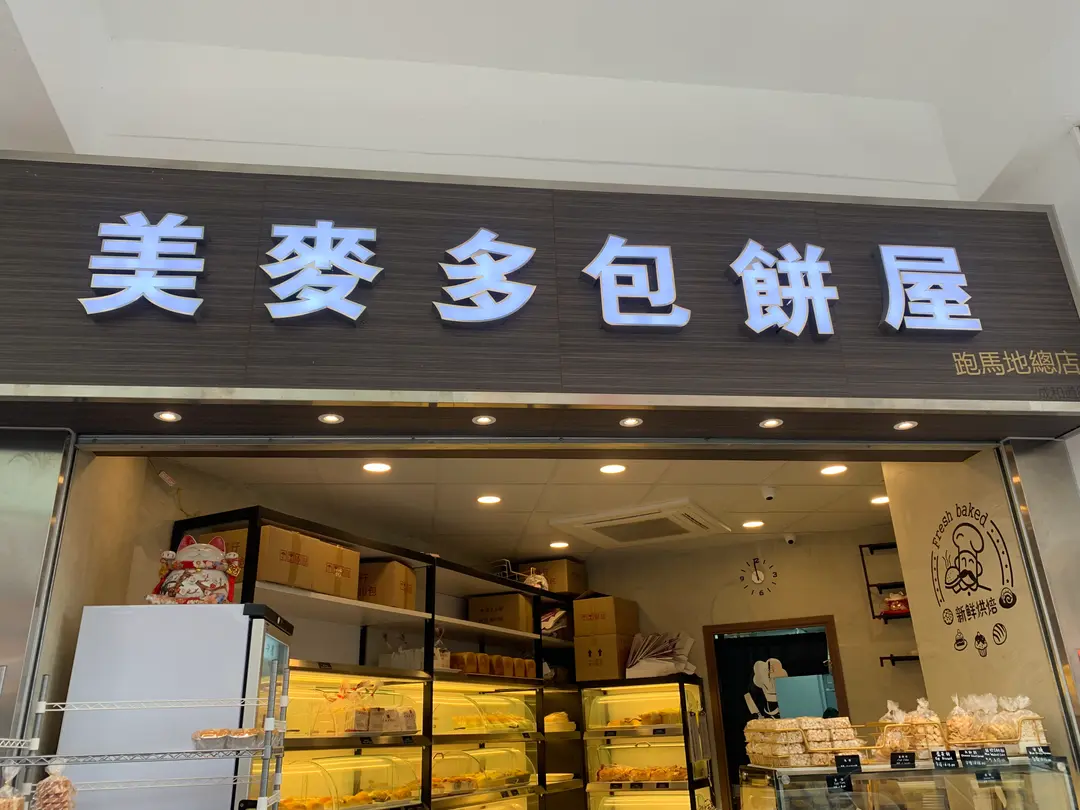 美麥多包餅屋
跑馬地總店
Fresh baked
新鮮烘焙